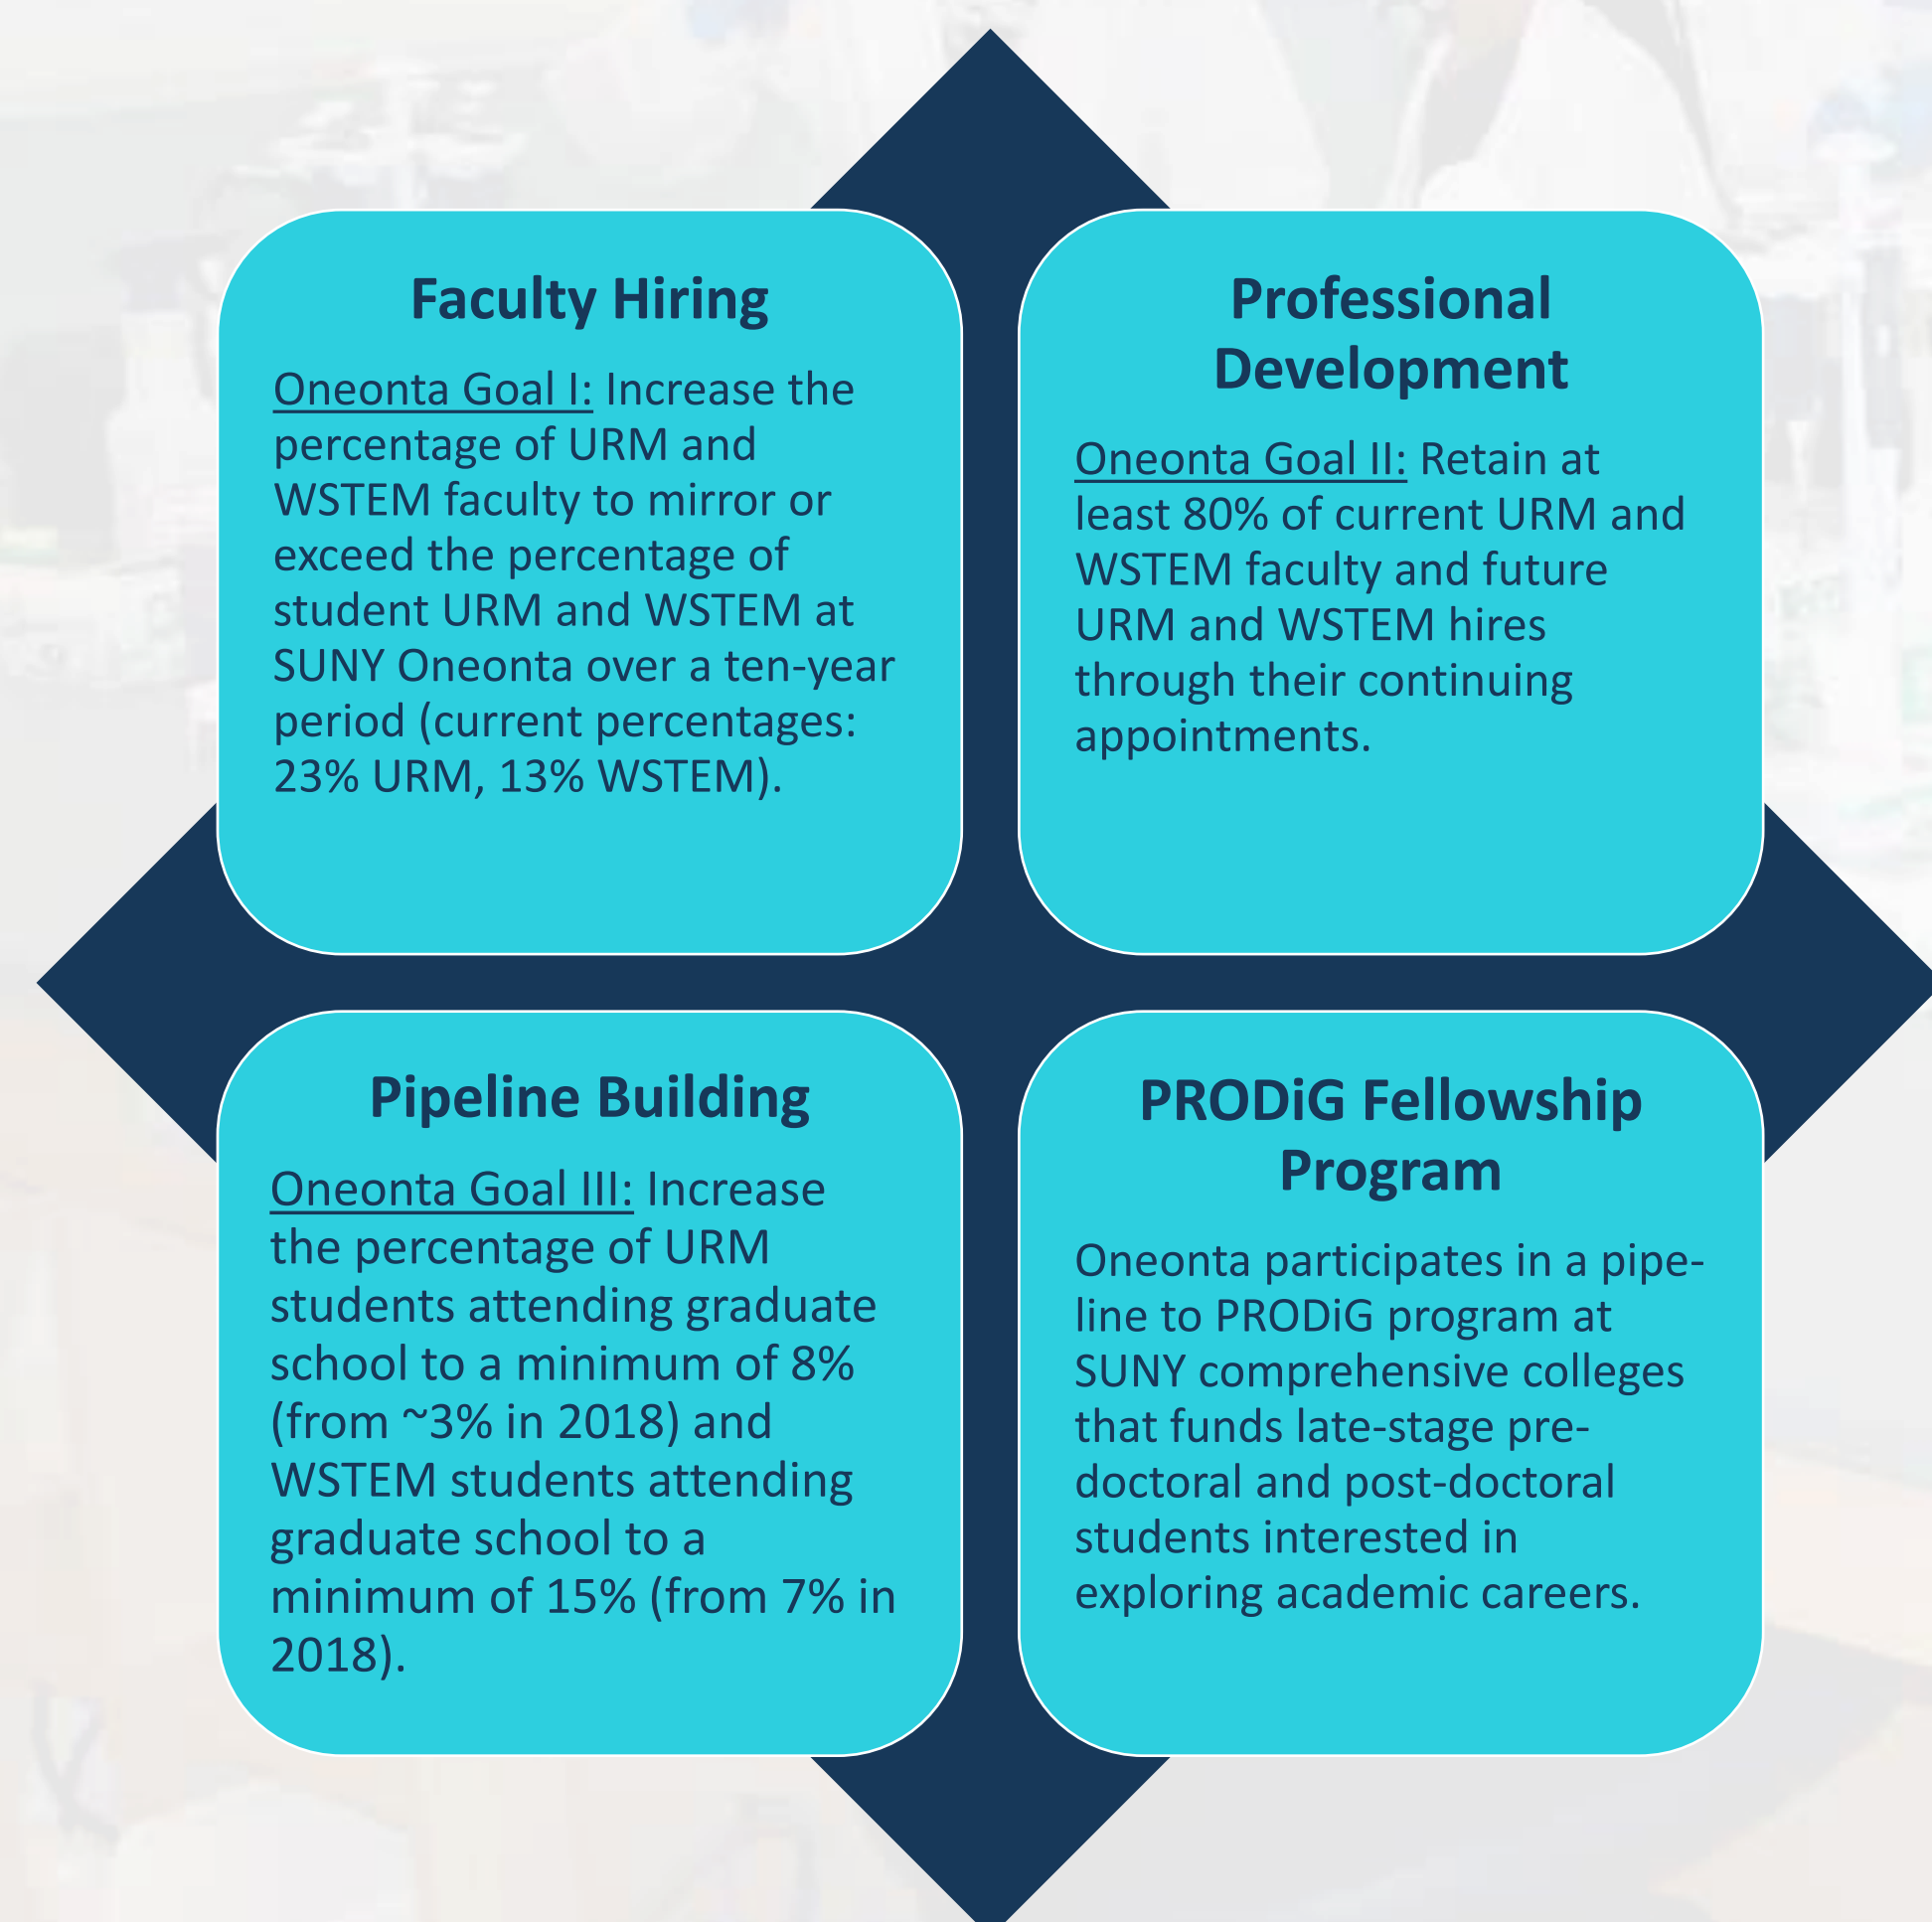 Faculty Hiring
Oneonta Goal I: Increase the
percentage of URM and
WSTEM faculty to mirror or
exceed the percentage of
student URM and WSTEM at
SUNY Oneonta over a ten-year
period (current percentages:
23% URM, 13% WSTEM).
Professional
Development
Oneonta Goal II: Retain at
least 80% of current URM and
WSTEM faculty and future
URM and WSTEM hires
through their continuing
appointments.
Pipeline Building
Oneonta Goal III: Increase
the percentage of URM
students attending graduate
school to a minimum of 8%
(from ~3% in 2018) and
WSTEM students attending
graduate school to a
minimum of 15% (from 7% in
2018).
PRODiG Fellowship
Program
Oneonta participates in a pipe-
line to PRODiG program at
SUNY comprehensive colleges
that funds late-stage pre-
doctoral and post-doctoral
students interested in
exploring academic careers.